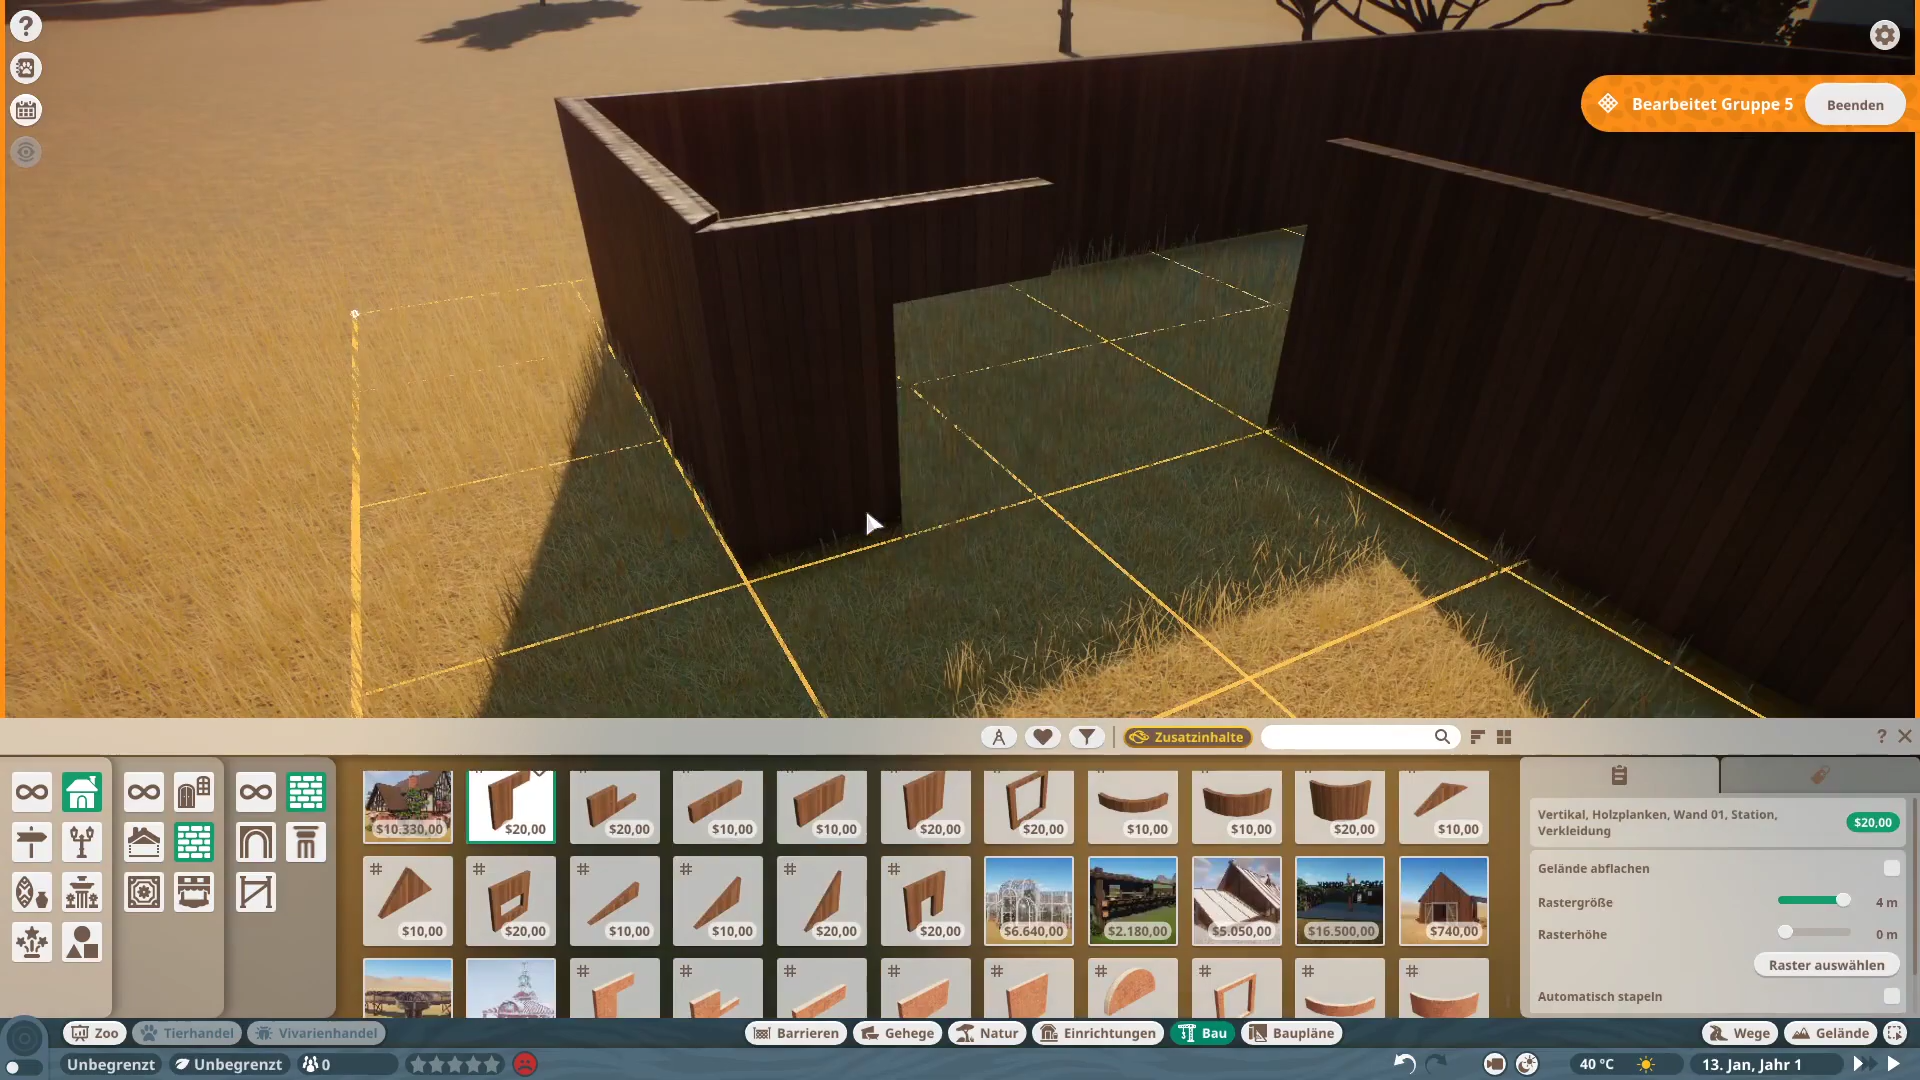 ?
Bearbeitet Gruppe 5
Beenden
Zusatzinhalte
?
$10.330,00
$20,00
$20,00
$10,00
$10,00
$20,00
$20,00
$10,00
$10,00
$20,00
$10,00
$10,00
$20,00
$10,00
$10,00
$20,00
$20,00
$6.640,00
$2.180,00
$5.050,00
$16.500,00
$740,00
Vertikal, Holzplanken, Wand 01, Station,
Verkleidung
$20,00
Gelände abflachen
Rastergröße
4 m
Rasterhöhe
0 m
Raster auswählen
Automatisch stapeln
Zoo
Tierhandel
Vivarienhandel
Barrieren
Gehege
Natur
Einrichtungen
Bau
Baupläne
Wege
Gelände
Unbegrenzt
Unbegrenzt
0
40 °C
13. Jan, Jahr 1